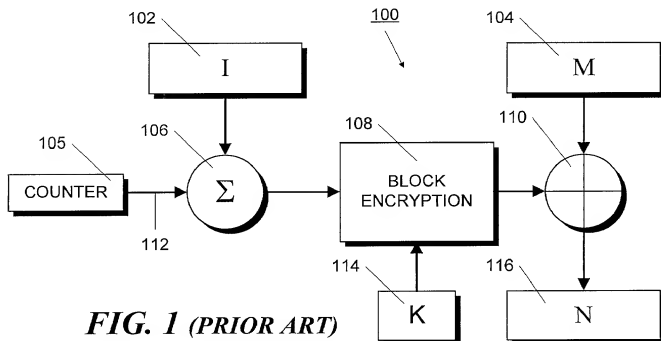 102
100
104
I
M
105
106
108
110
COUNTER
Σ
BLOCK
ENCRYPTION
112
114
116
K
N
FIG. 1 (PRIOR ART)